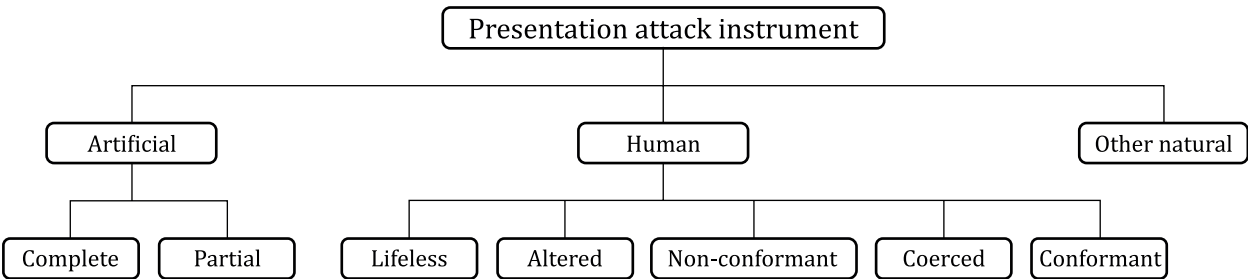 Presentation attack instrument
Artificial
Human
Other natural
Complete
Partial
Lifeless
Altered
Non-conformant
Coerced
Conformant